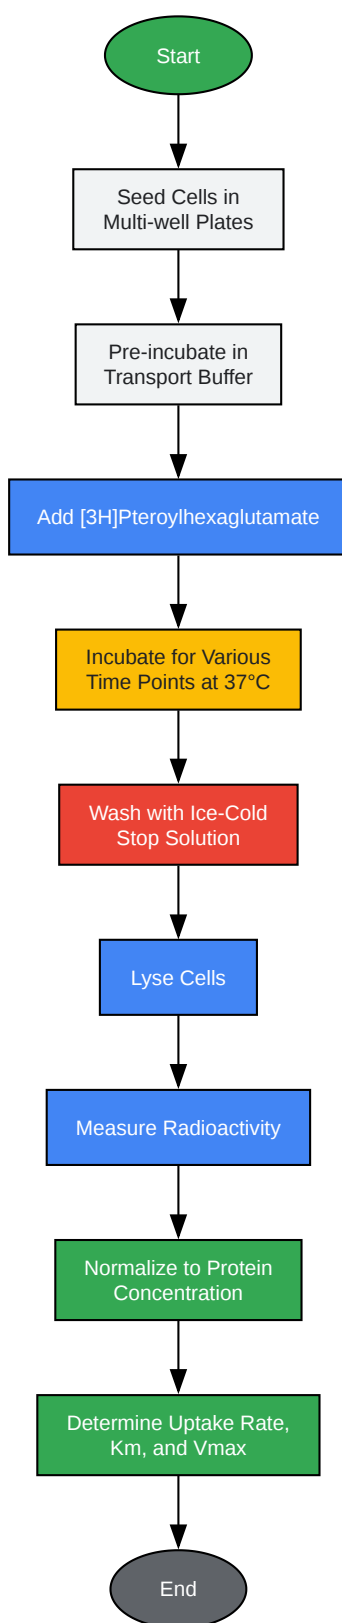 Start
Seed Cells in
Multi-well Plates
Pre-incubate in
Transport Buffer
Add [3H]Pteroylhexaglutamate
Incubate for Various
Time Points at 37°C
Wash with Ice-Cold
Stop Solution
Lyse Cells
Measure Radioactivity
Normalize to Protein
Concentration
Determine Uptake Rate,
Km, and Vmax
End